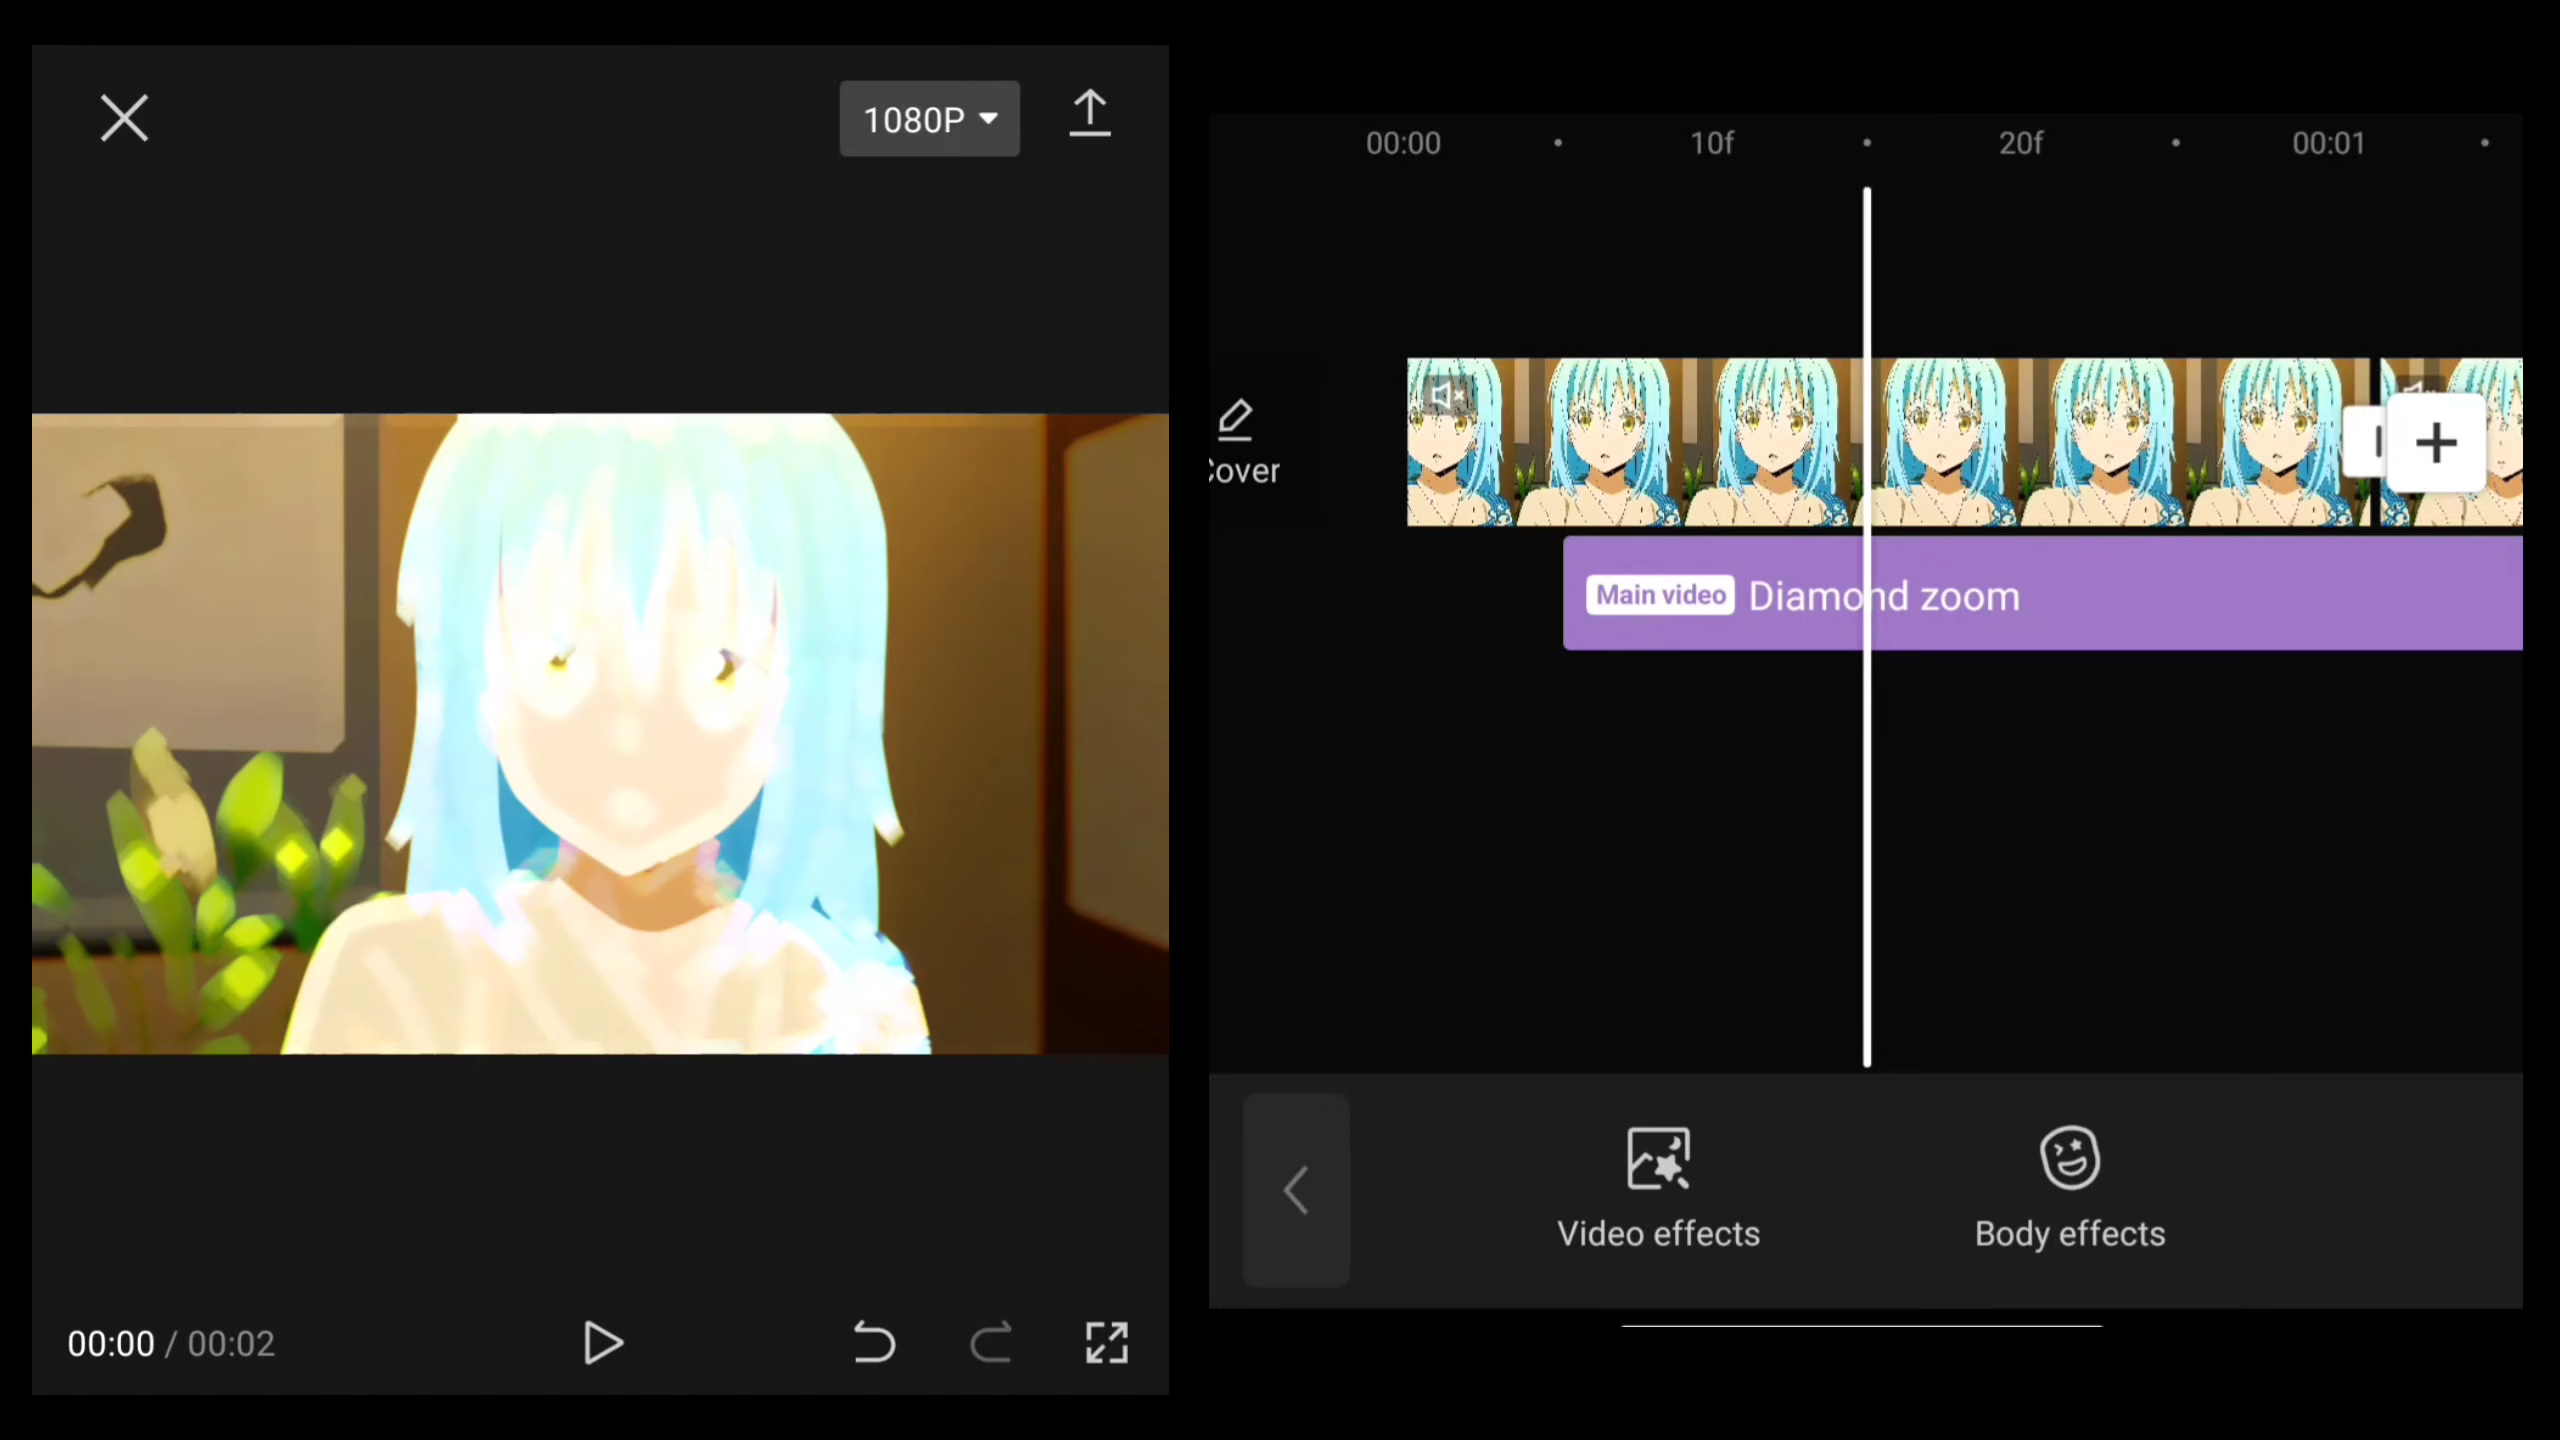 1080P
00:00 / 00:02
00:00 10f 20f 00:01
Cover
Main video Diamond zoom
Video effects Body effects